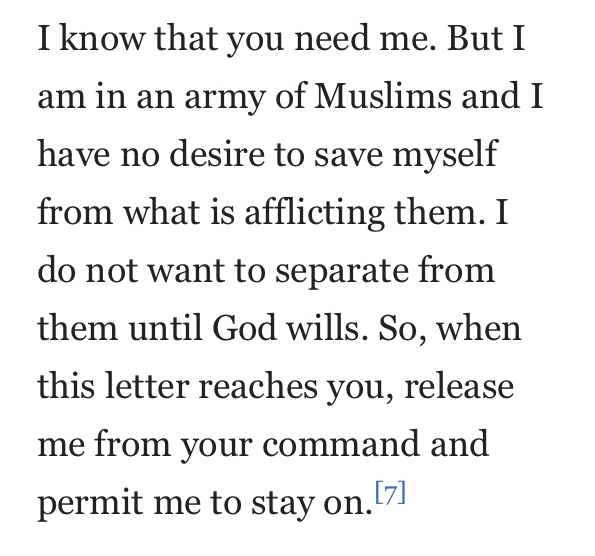 I know that you need me. But I
am in an army of Muslims and I
have no desire to save myself
from what is afflicting them. I
do not want to separate from
them until God wills. So, when
this letter reaches you, release
me from your command and
permit me to stay on.[7]